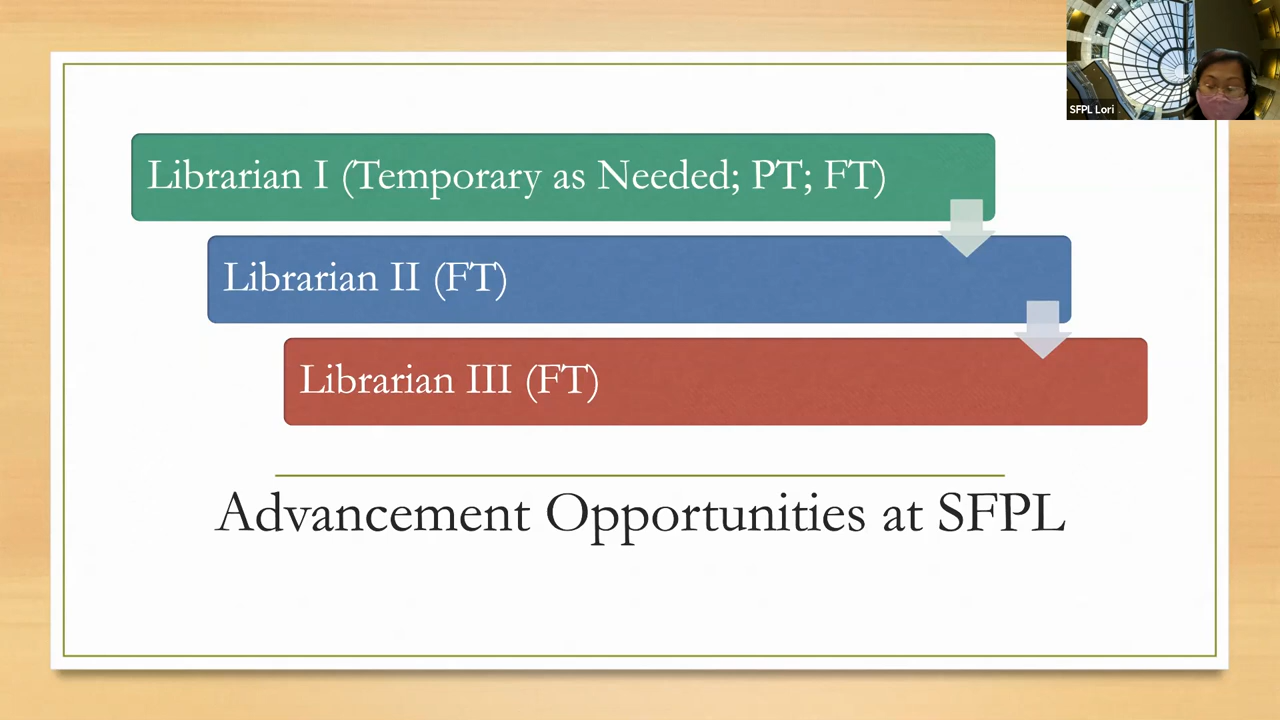 SFPL Lori
Librarian I (Temporary as Needed; PT; FT)
Librarian II (FT)
Librarian III (FT)
Advancement Opportunities at SFPL